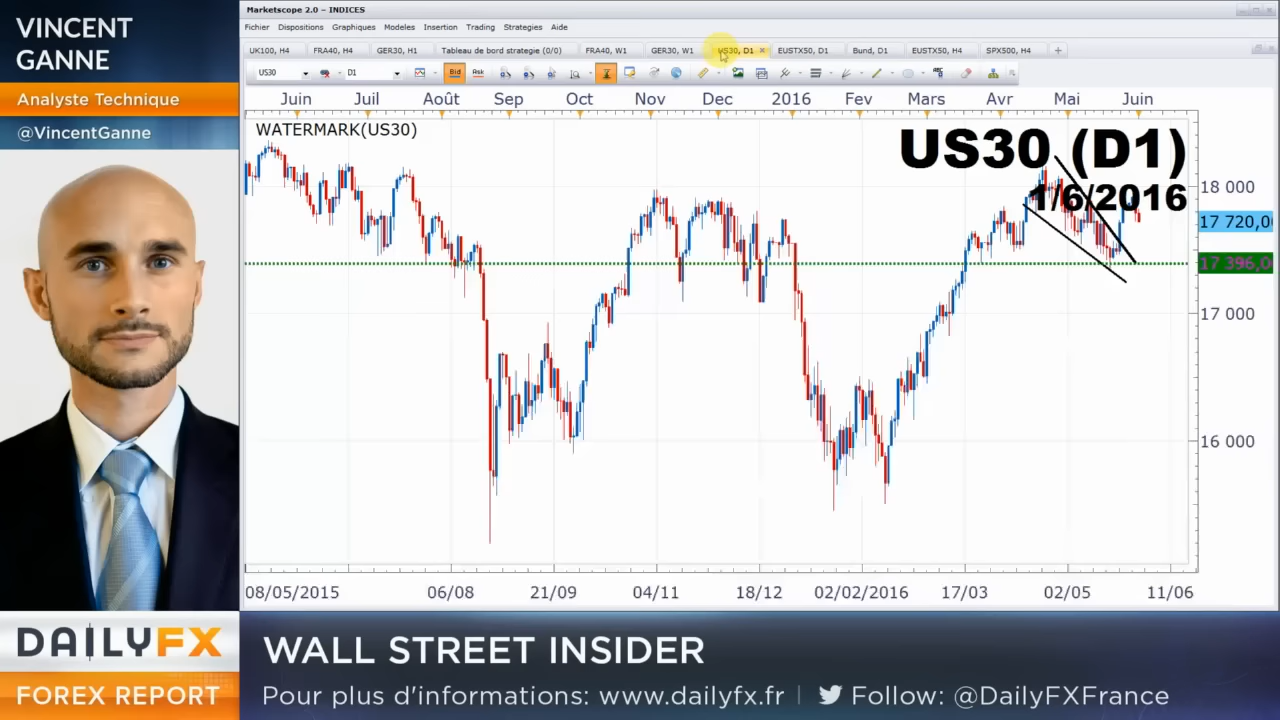 VINCENT
GANNE
Analyste Technique
@VincentGanne
Marketscope 2.0 – INDICES
Fichier Dispositions Graphiques Modeles Insertion Trading Strategies Aide
UK100, H4 FRA40, H4 GER30, H1 Tableau de bord strategie (0/0) FRA40, W1 GER30, W1 US30, D1 EUSTX50, D1 Bund, D1 EUSTX50, H4 SPX500, H4
US30 D1 Bid Ask
Juin Juil Août Sep Oct Nov Dec 2016 Fev Mars Avr Mai Juin
WATERMARK(US30)
US30 (D1)
1/6/2016
18 000
17 720,0
17 396,0
17 000
16 000
08/05/2015 06/08 21/09 04/11 18/12 02/02/2016 17/03 02/05 11/06
DAILYFX
FOREX REPORT
WALL STREET INSIDER
Pour plus d'informations: www.dailyfx.fr | Follow: @DailyFXFrance